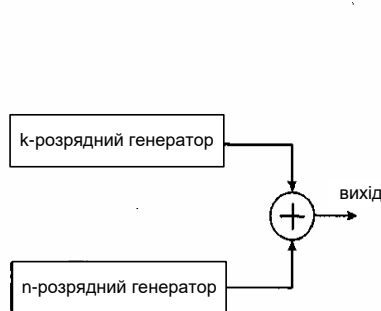 k-розрядний генератор
вихід
n-розрядний генератор